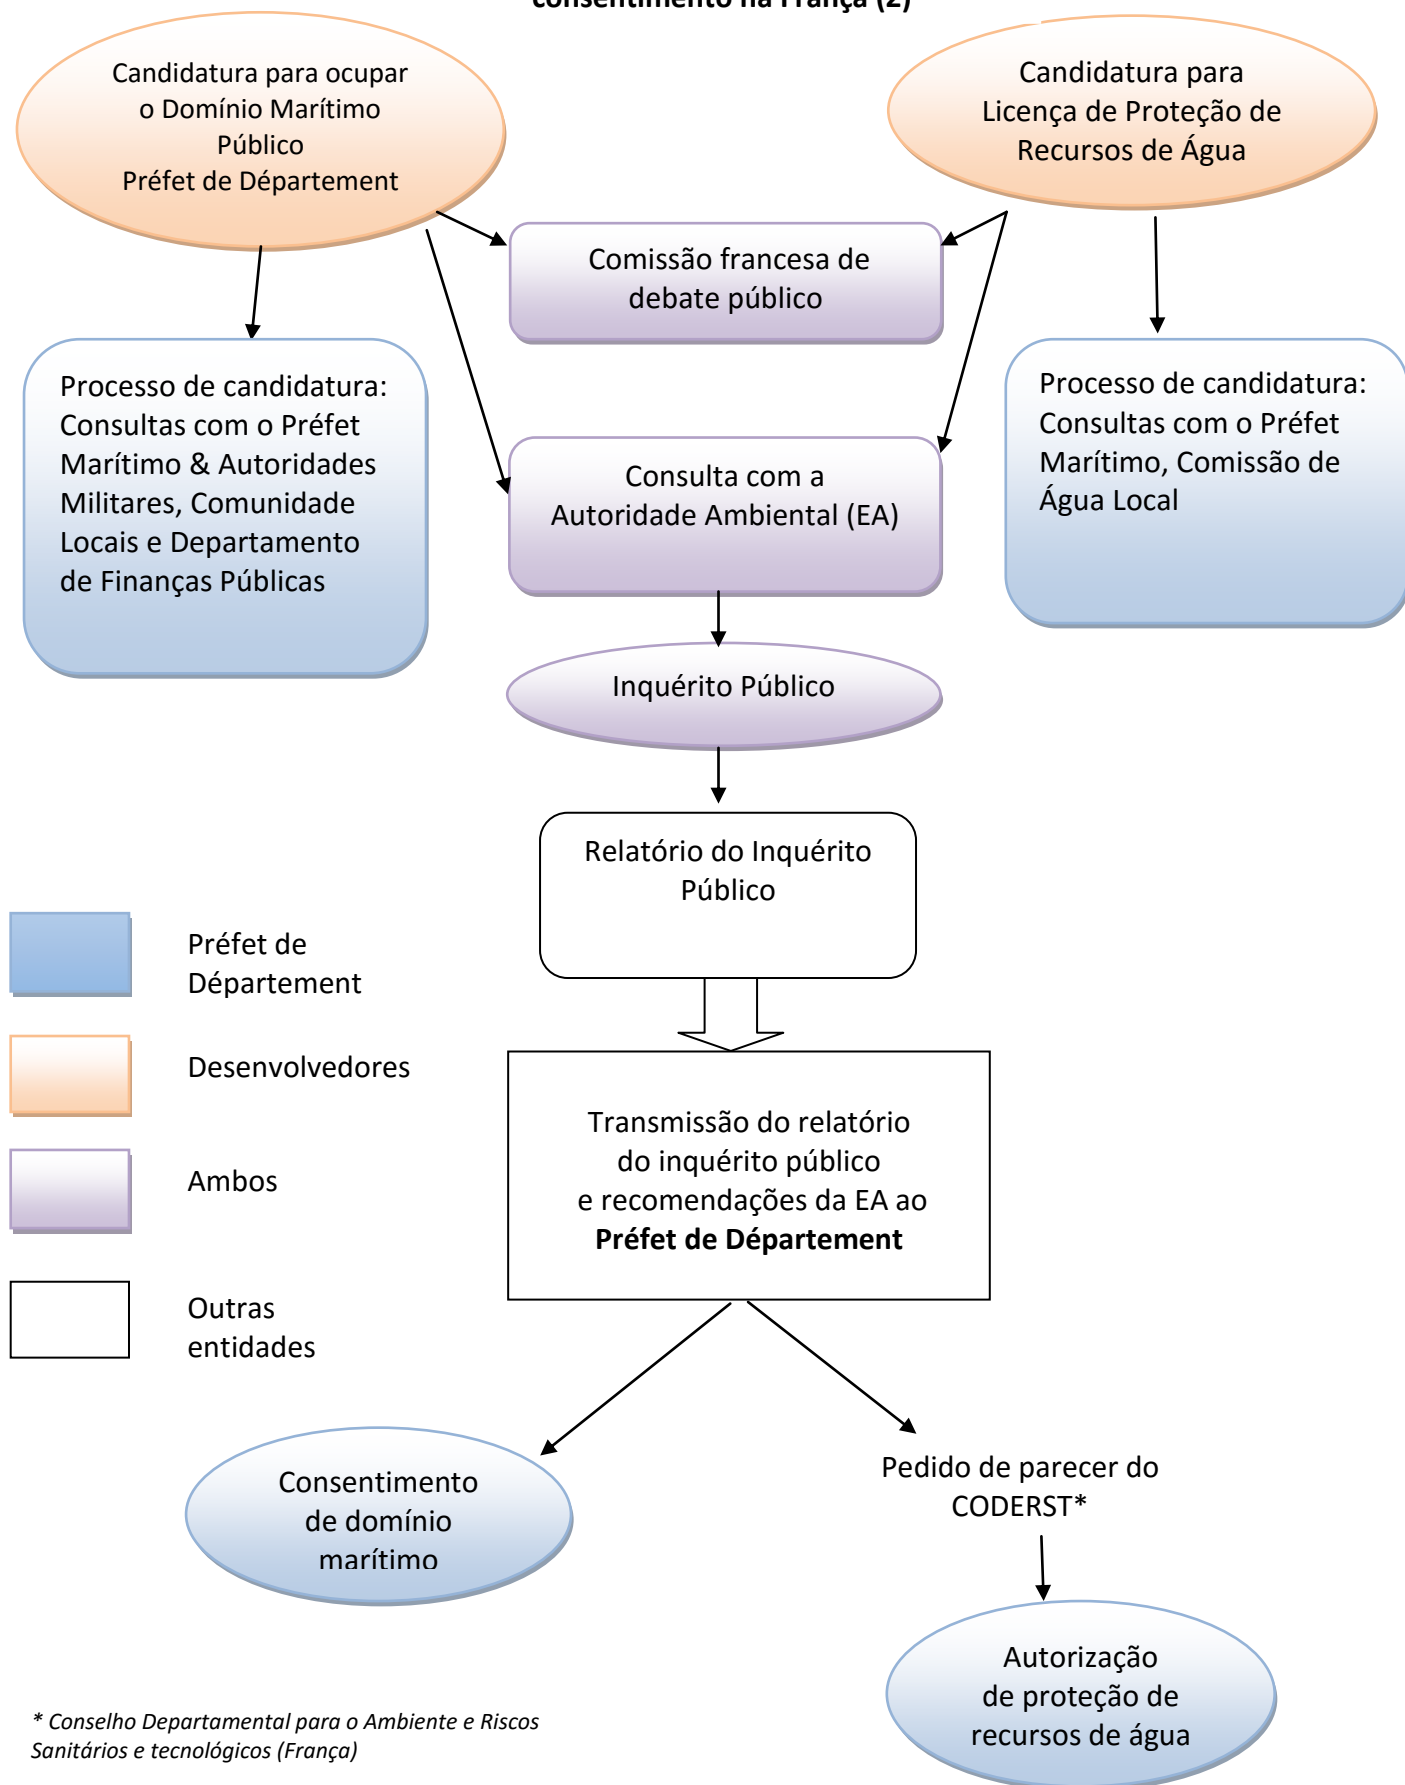 consentimento na França (2)
Candidatura para ocupar
o Domínio Marítimo
Público
Préfet de Département
Candidatura para
Licença de Proteção de
Recursos de Água
Comissão francesa de
debate público
Processo de candidatura:
Consultas com o Préfet
Marítimo & Autoridades
Militares, Comunidade
Locais e Departamento
de Finanças Públicas
Consulta com a
Autoridade Ambiental (EA)
Processo de candidatura:
Consultas com o Préfet
Marítimo, Comissão de
Água Local
Inquérito Público
Relatório do Inquérito
Público
Préfet de
Département
Desenvolvedores
Ambos
Outras
entidades
Transmissão do relatório
do inquérito público
e recomendações da EA ao
Préfet de Département
Consentimento
de domínio
marítimo
Pedido de parecer do
CODERST*
Autorização
de proteção de
recursos de água
* Conselho Departamental para o Ambiente e Riscos
Sanitários e tecnológicos (França)